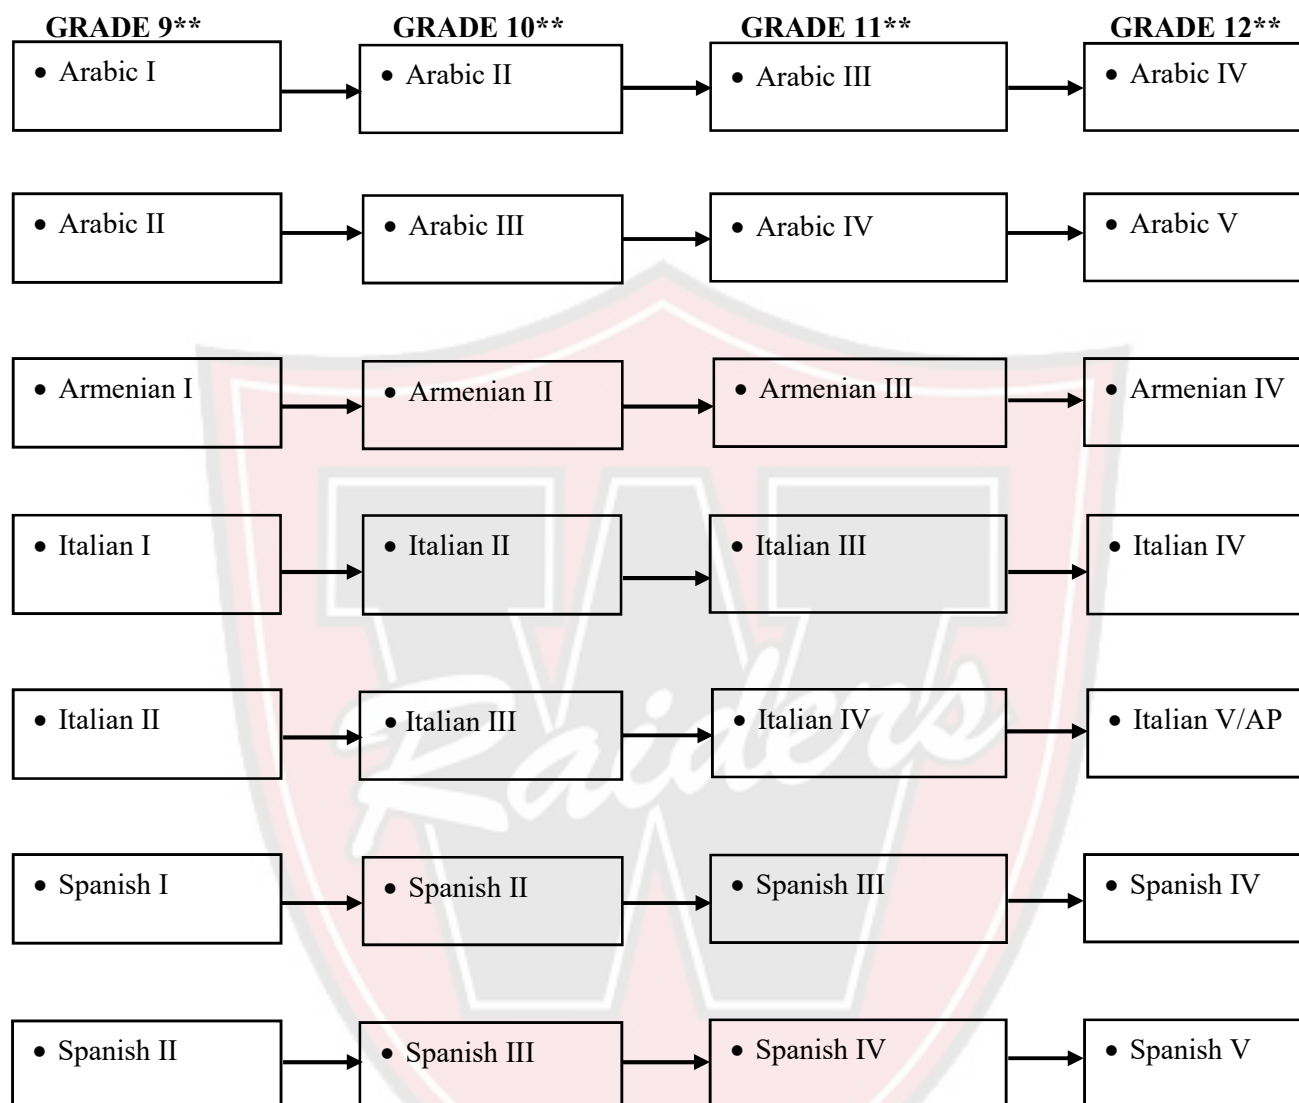 GRADE 9** GRADE 10** GRADE 11** GRADE 12**
• Arabic I • Arabic II • Arabic III • Arabic IV
• Arabic II • Arabic III • Arabic IV • Arabic V
• Armenian I • Armenian II • Armenian III • Armenian IV
• Italian I • Italian II • Italian III • Italian IV
• Italian II • Italian III • Italian IV • Italian V/AP
• Spanish I • Spanish II • Spanish III • Spanish IV
• Spanish II • Spanish III • Spanish IV • Spanish V
W
Raiders